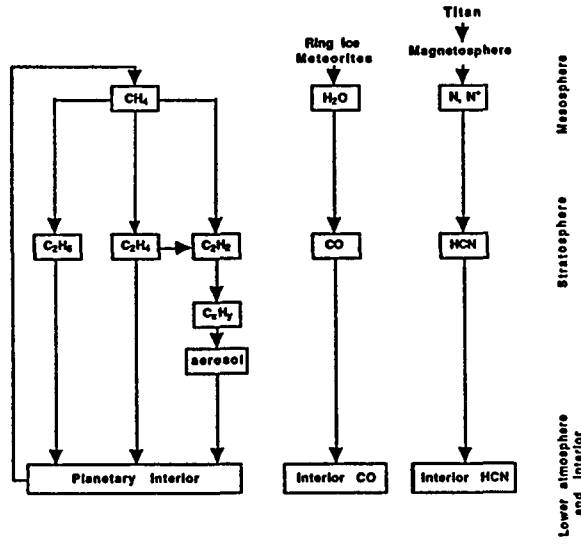 Titan
Ring Ice
Meteorites
Magnetosphere
CH4
H2O
N, N+
Mesosphere
C2H6
C2H4
C2H2
CO
HCN
Stratosphere
CxHy
aerosol
Planetary Interior
Interior CO
Interior HCN
Lower atmosphere
and interior